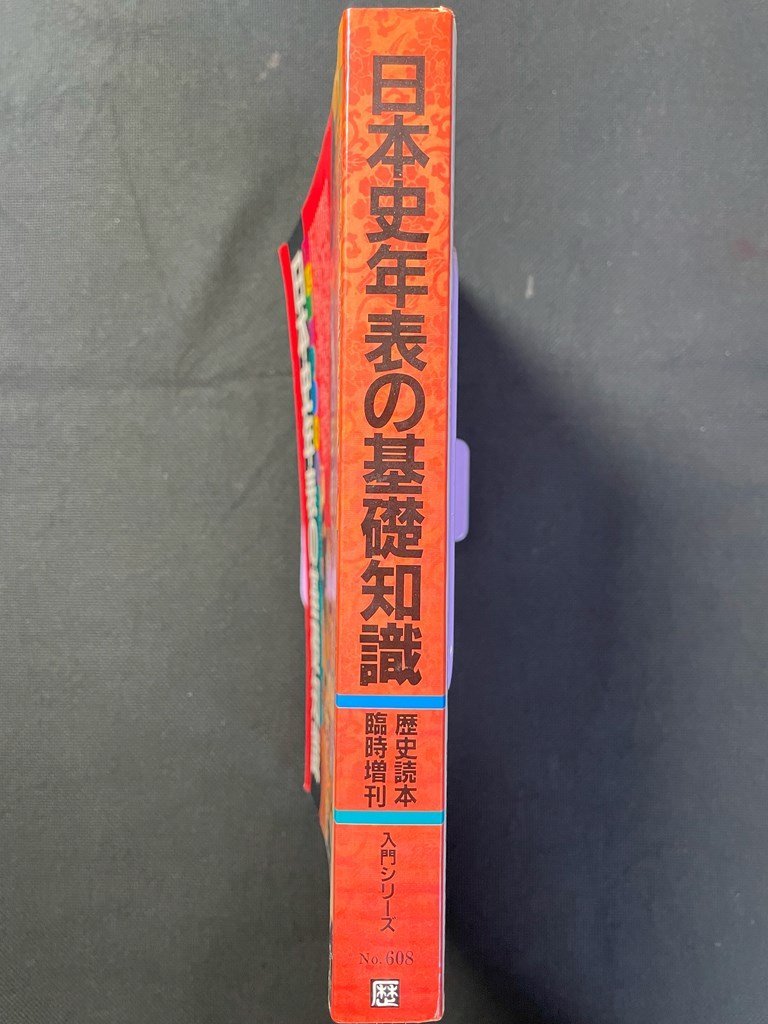 日本史年表の基礎知識
歴史読本
臨時増刊
入門シリーズ
No. 608
歴